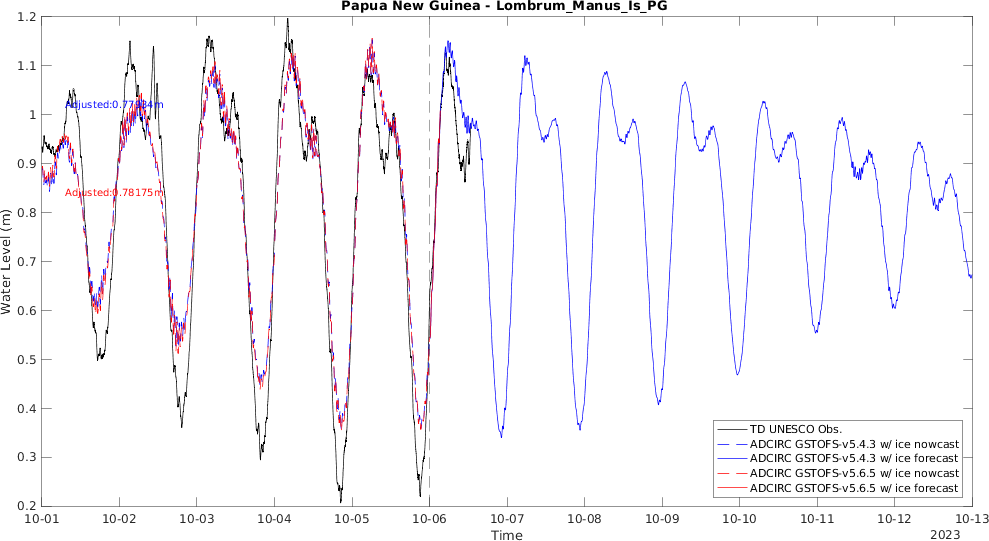 Papua New Guinea - Lombrum_Manus_Is_PG
1.2
1.1
1
0.9
0.8
0.7
0.6
0.5
0.4
0.3
0.2
Water Level (m)
Adjusted:0.77934m
Adjusted:0.78175m
TD UNESCO Obs.
ADCIRC GSTOFS-v5.4.3 w/ ice nowcast
ADCIRC GSTOFS-v5.4.3 w/ ice forecast
ADCIRC GSTOFS-v5.6.5 w/ ice nowcast
ADCIRC GSTOFS-v5.6.5 w/ ice forecast
10-01 10-02 10-03 10-04 10-05 10-06 10-07 10-08 10-09 10-10 10-11 10-12 10-13
Time
2023